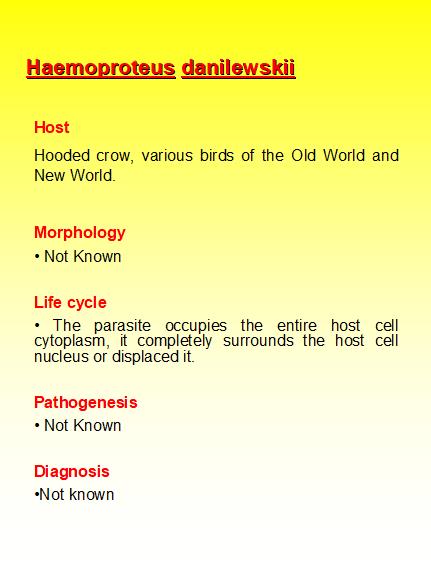 Haemoproteus danilewskii
Host
Hooded crow, various birds of the Old World and
New World.
Morphology
• Not Known
Life cycle
• The parasite occupies the entire host cell
cytoplasm, it completely surrounds the host cell
nucleus or displaced it.
Pathogenesis
• Not Known
Diagnosis
•Not known